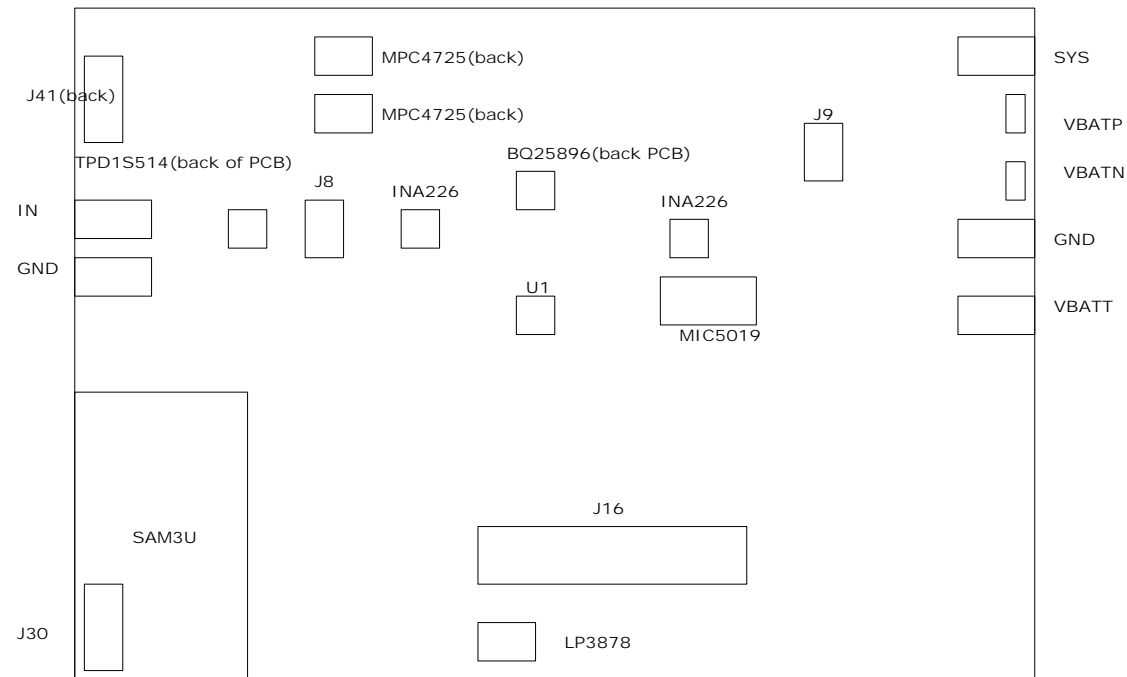 MPC4725(back)
SYS
J41(back)
MPC4725(back)
J9
VBATP
TPD1S514(back of PCB)
BQ25896(back PCB)
VBATN
J8
INA226
INA226
IN
GND
GND
U1
VBATT
MIC5019
J16
SAM3U
J30
LP3878